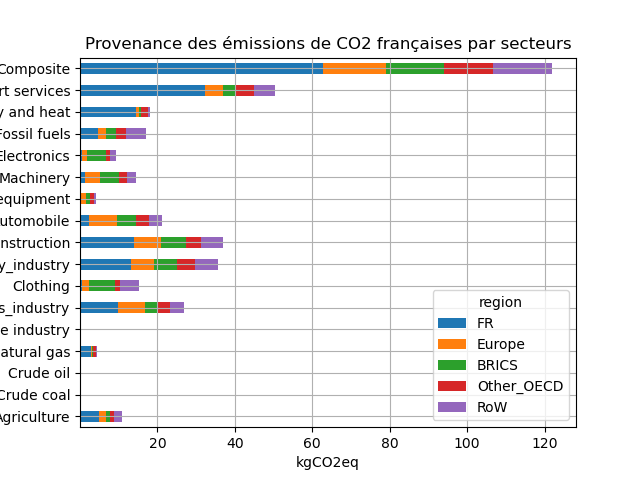 Provenance des émissions de CO2 françaises par secteurs
Composite
rt services
y and heat
Fossil fuels
Electronics
Machinery
equipment
utomobile
nstruction
y_industry
Clothing
s_industry
e industry
atural gas
Crude oil
Crude coal
Agriculture
20 40 60 80 100 120
kgCO2eq
region
FR
Europe
BRICS
Other_OECD
RoW